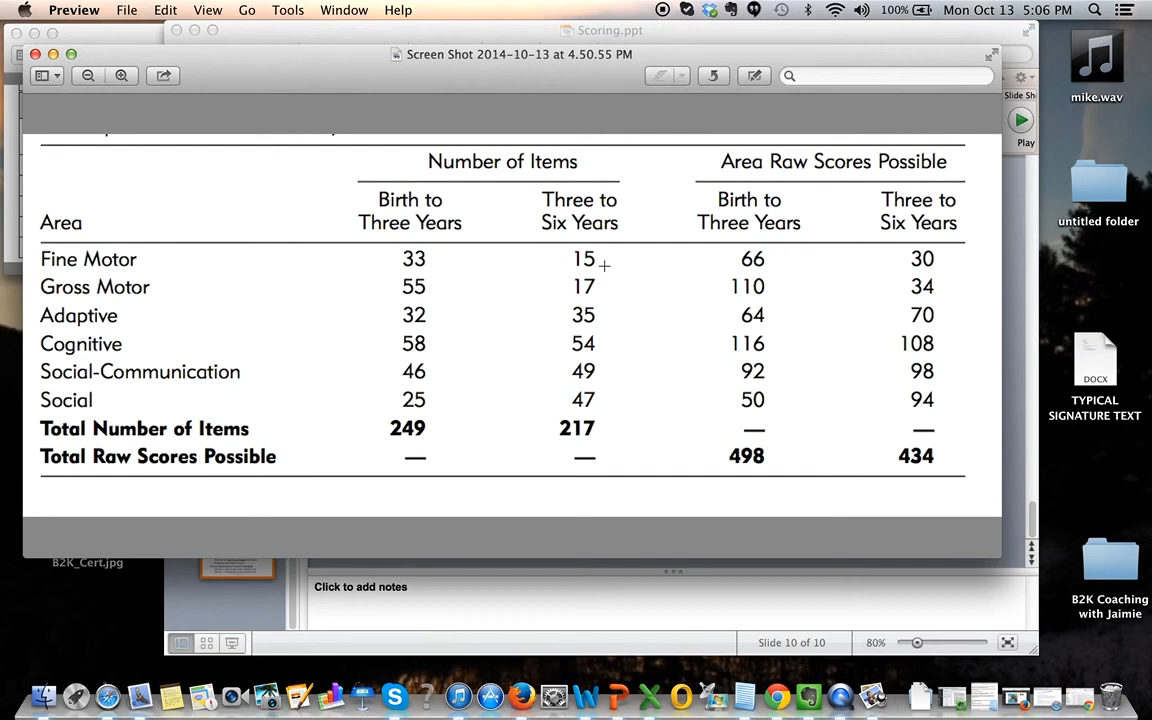 Preview File Edit View Go Tools Window Help 100% Mon Oct 13 5:06 PM
Scoring.ppt
Screen Shot 2014-10-13 at 4.50.55 PM
Slide Sh
Play
mike.wav
untitled folder
DOCX
TYPICAL
SIGNATURE TEXT
B2K Coaching
with Jaimie
Number of Items Area Raw Scores Possible
Birth to Three to Birth to Three to
Area Three Years Six Years Three Years Six Years
Fine Motor 33 15 66 30
Gross Motor 55 17 110 34
Adaptive 32 35 64 70
Cognitive 58 54 116 108
Social-Communication 46 49 92 98
Social 25 47 50 94
Total Number of Items 249 217 — —
Total Raw Scores Possible — — 498 434
B2K_Cert.jpg
Click to add notes
Slide 10 of 10 80%